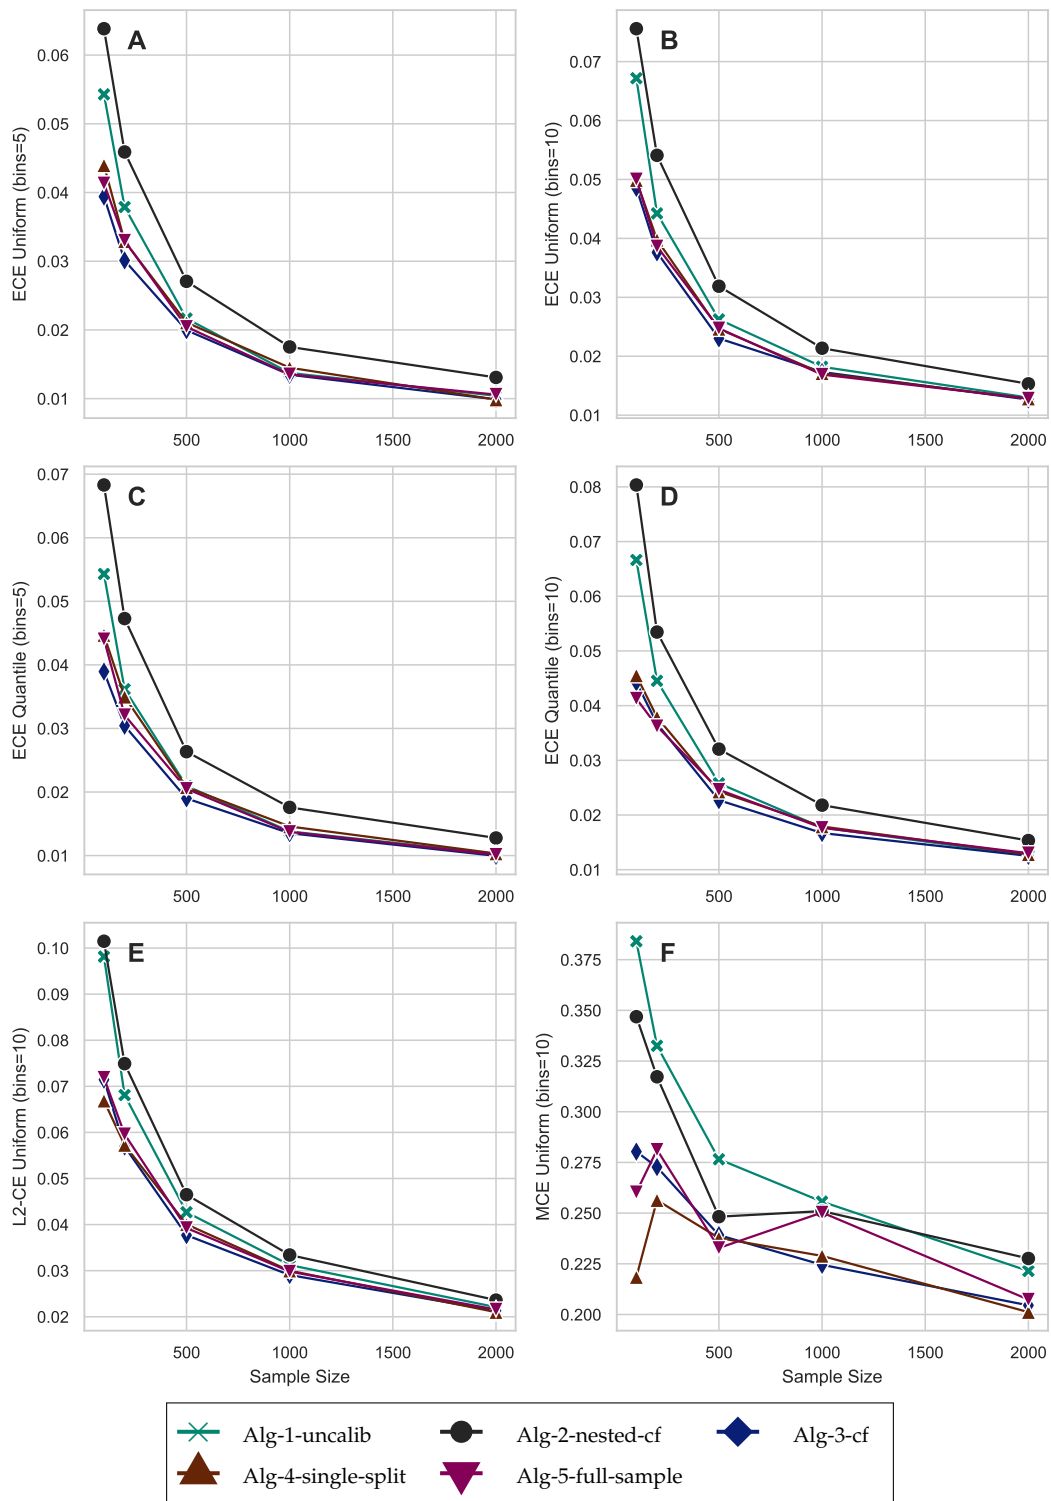 A
ECE Uniform (bins=5)
0.06
0.05
0.04
0.03
0.02
0.01
500 1000 1500 2000
B
ECE Uniform (bins=10)
0.07
0.06
0.05
0.04
0.03
0.02
0.01
500 1000 1500 2000
C
ECE Quantile (bins=5)
0.07
0.06
0.05
0.04
0.03
0.02
0.01
500 1000 1500 2000
D
ECE Quantile (bins=10)
0.08
0.07
0.06
0.05
0.04
0.03
0.02
0.01
500 1000 1500 2000
E
L2-CE Uniform (bins=10)
0.10
0.09
0.08
0.07
0.06
0.05
0.04
0.03
0.02
500 1000 1500 2000
Sample Size
F
MCE Uniform (bins=10)
0.375
0.350
0.325
0.300
0.275
0.250
0.225
0.200
500 1000 1500 2000
Sample Size
Alg-1-uncalib Alg-2-nested-cf Alg-3-cf
Alg-4-single-split Alg-5-full-sample